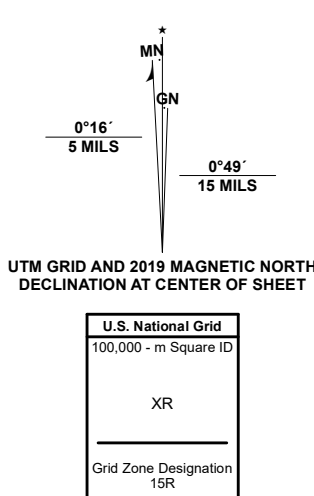 ★
MN
GN
0°16´
5 MILS
0°49´
15 MILS
UTM GRID AND 2019 MAGNETIC NORTH
DECLINATION AT CENTER OF SHEET
U.S. National Grid
100,000 - m Square ID
XR
Grid Zone Designation
15R